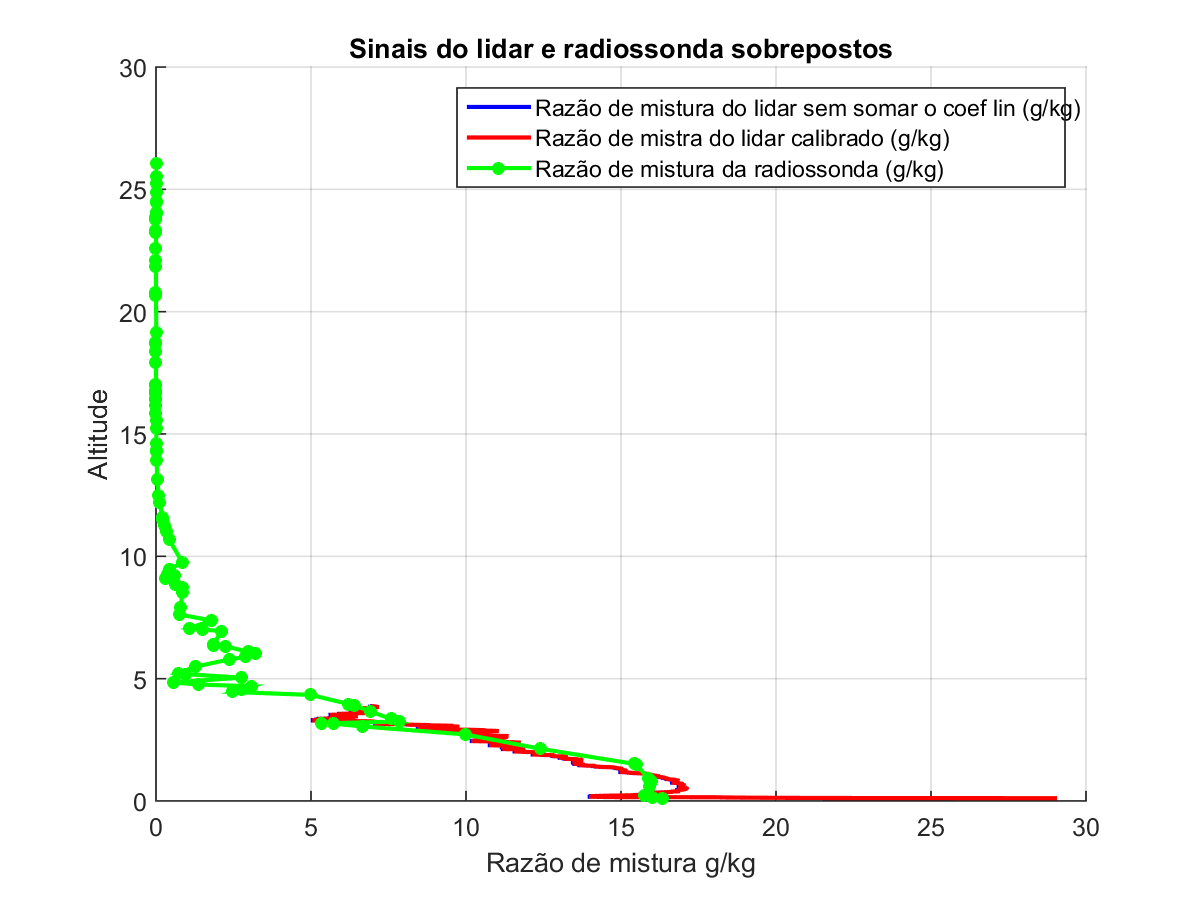 Sinais do lidar e radiossonda sobrepostos
30
Razão de mistura do lidar sem somar o coef lin (g/kg)
Razão de mistra do lidar calibrado (g/kg)
Razão de mistura da radiossonda (g/kg)
25
20
15
10
5
0
Altitude
0 5 10 15 20 25 30
Razão de mistura g/kg